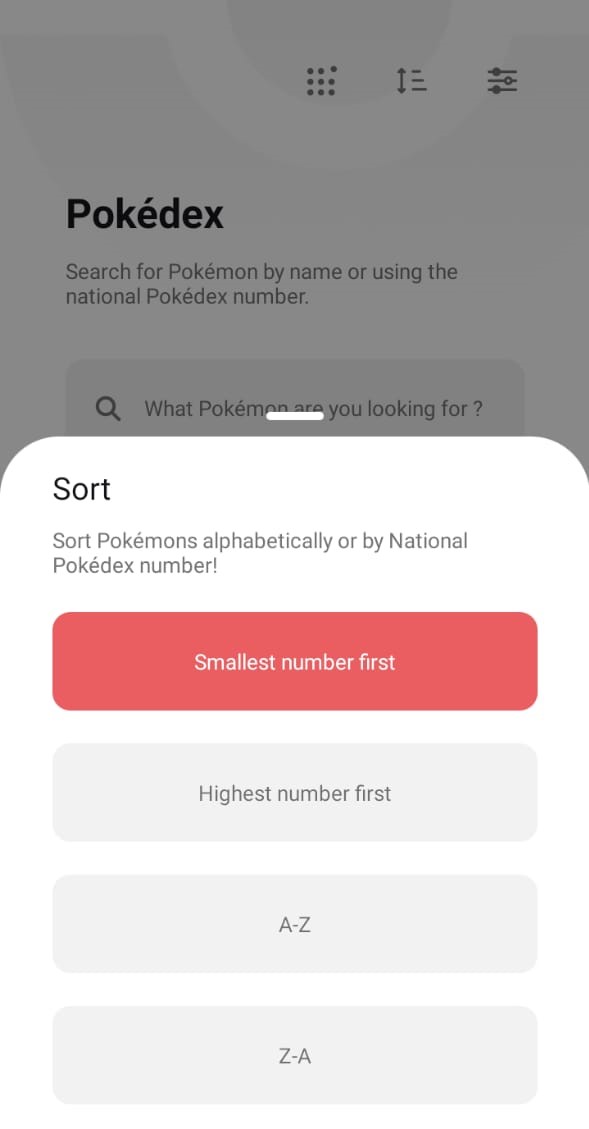 Pokédex
Search for Pokémon by name or using the
national Pokédex number.
What Pokémon are you looking for ?
Sort
Sort Pokémons alphabetically or by National
Pokédex number!
Smallest number first
Highest number first
A-Z
Z-A